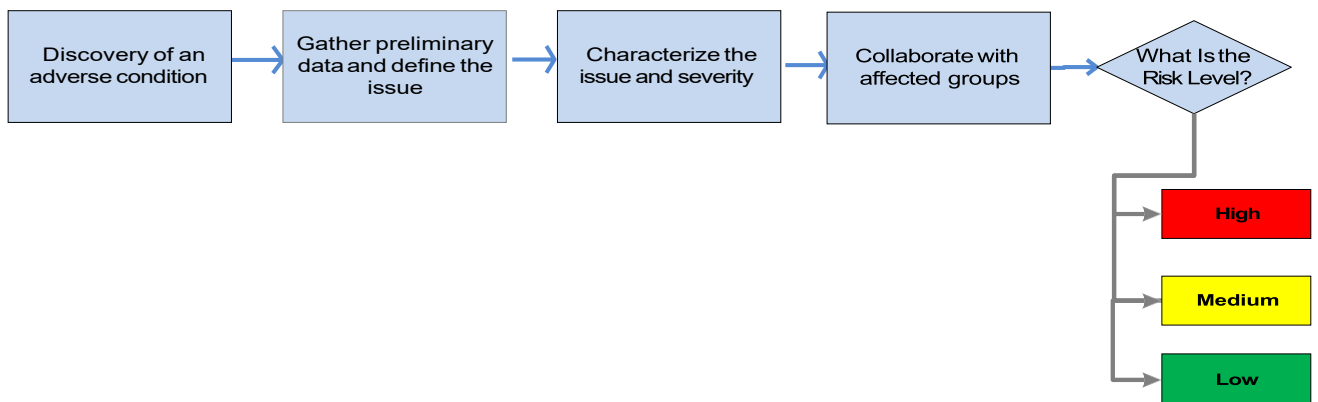 Discovery of an
adverse condition
Gather preliminary
data and define the
issue
Characterize the
issue and severity
Collaborate with
affected groups
What Is the
Risk Level?
High
Medium
Low